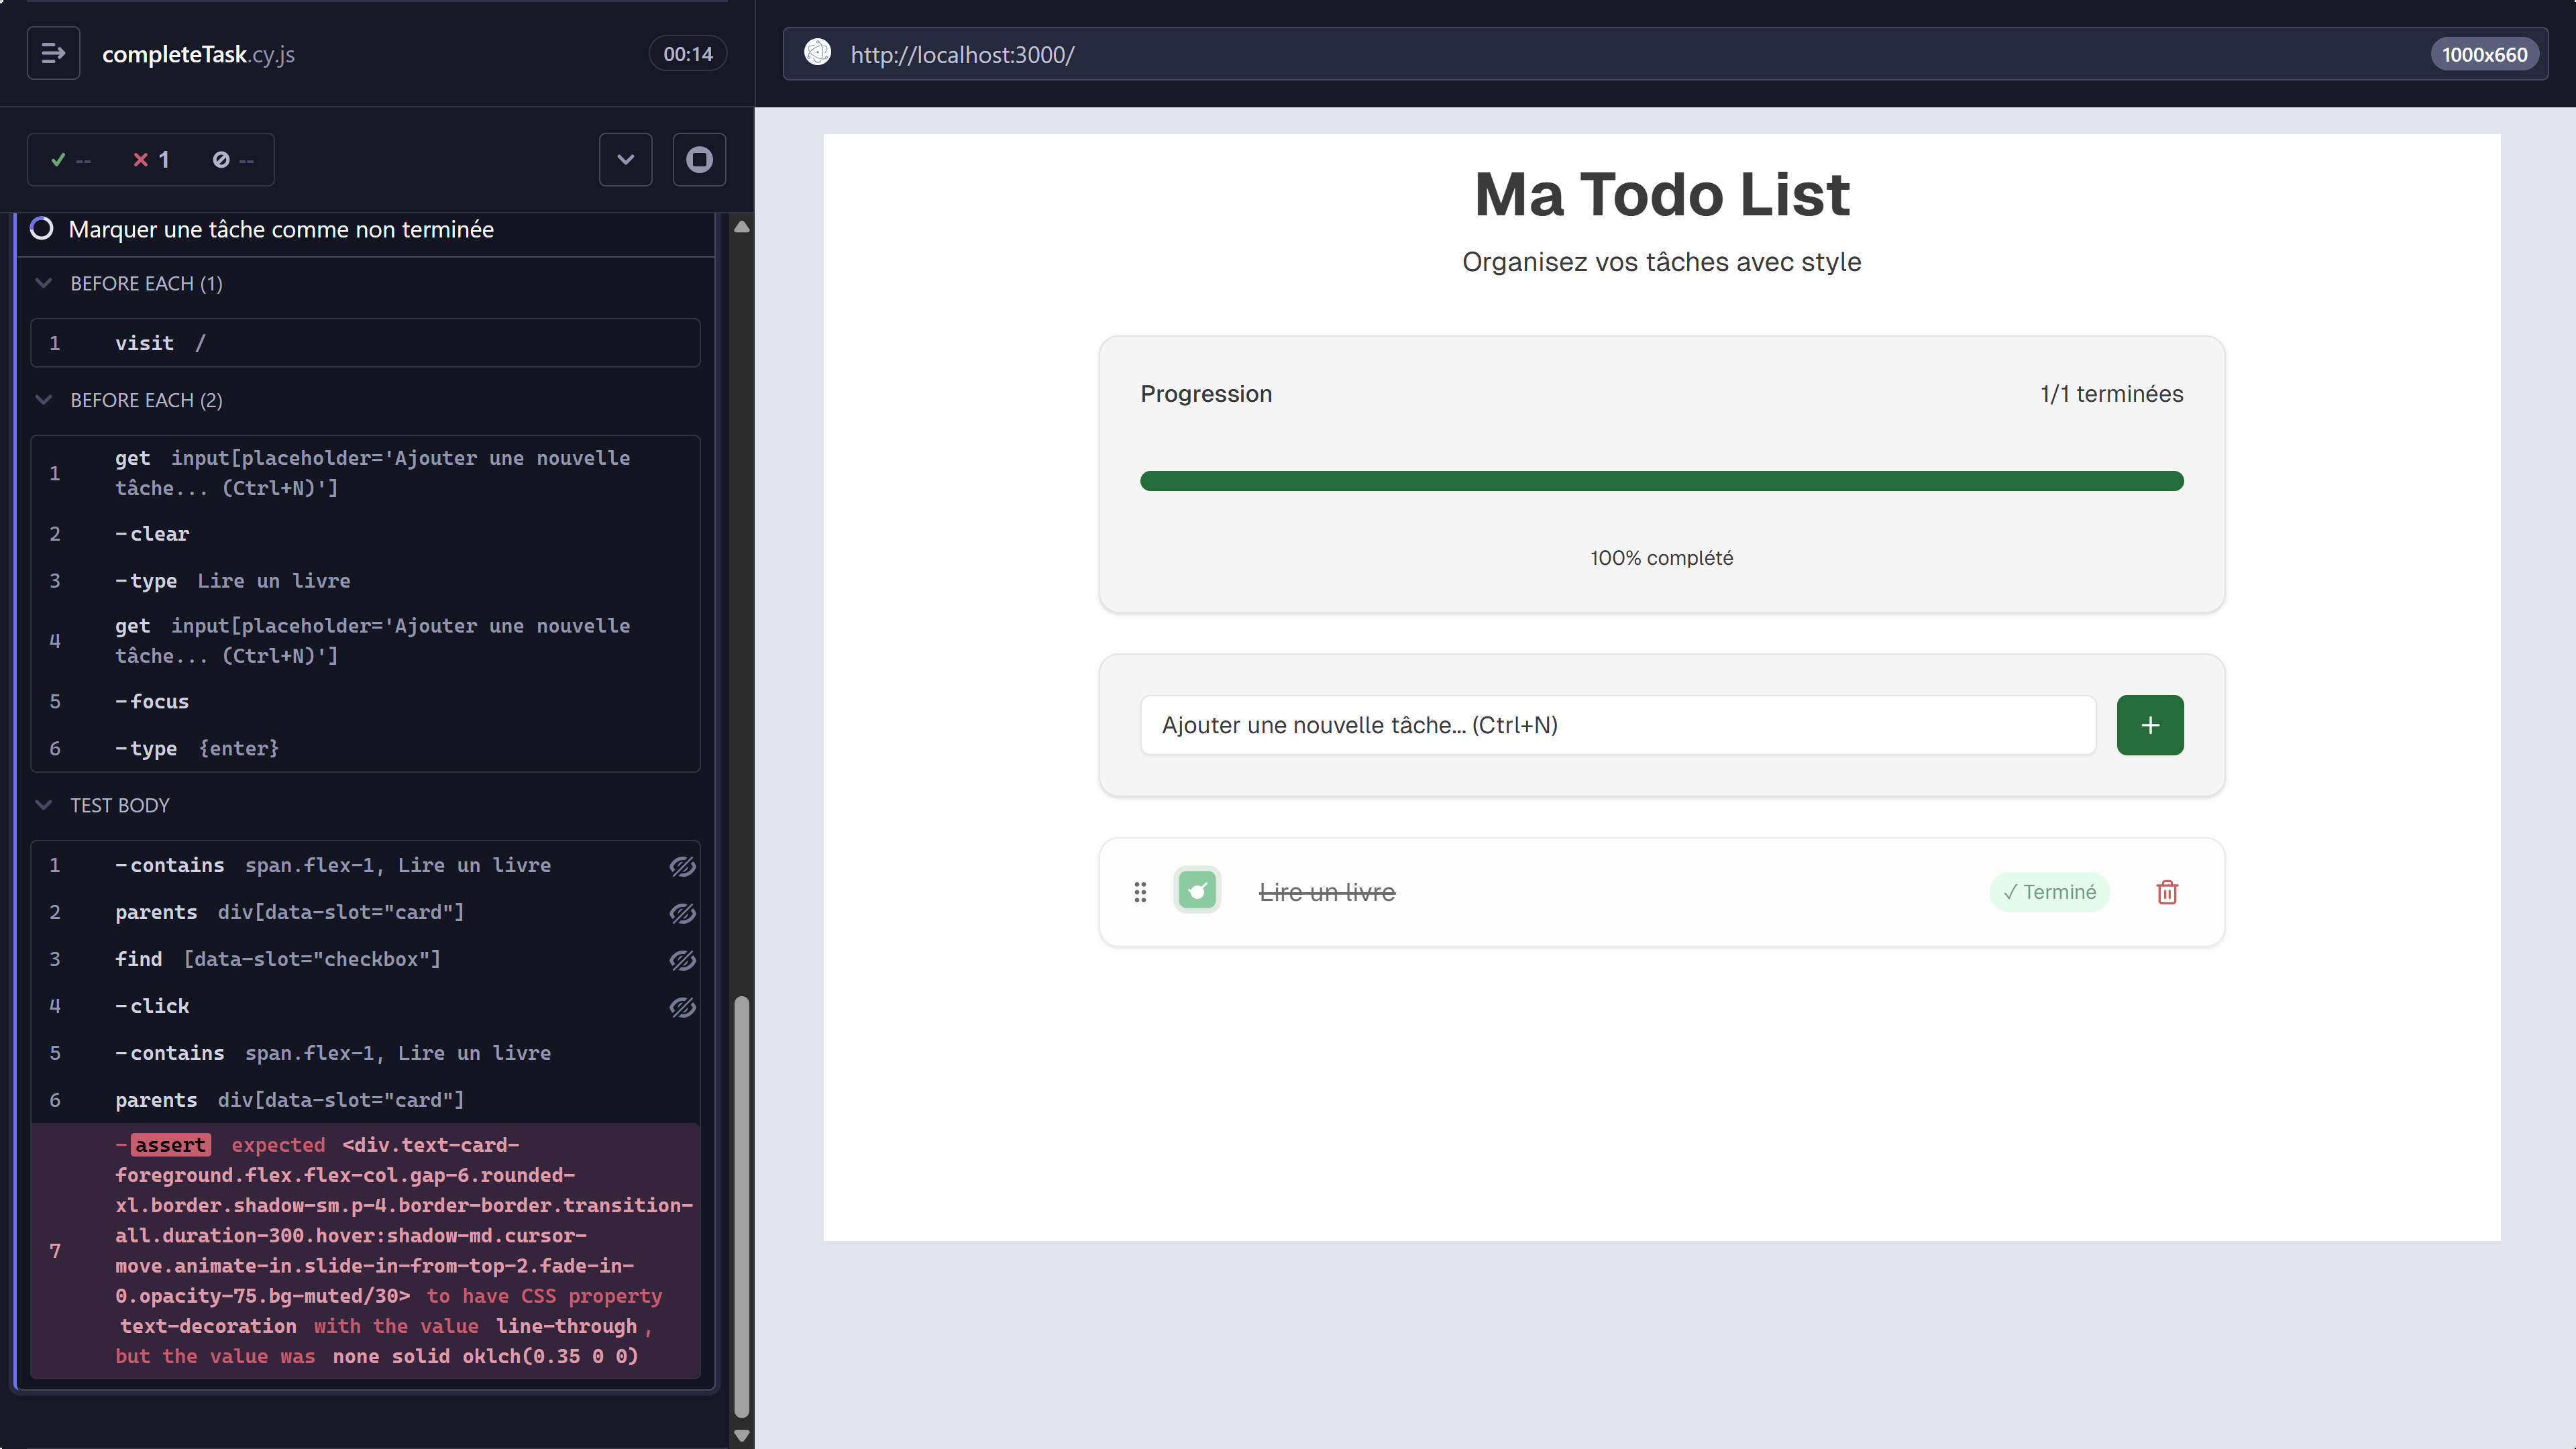 completeTask.cy.js
00:14
-- 1 --
Marquer une tâche comme non terminée
BEFORE EACH (1)
1 visit /
BEFORE EACH (2)
1 get input[placeholder='Ajouter une nouvelle
tâche... (Ctrl+N)']
2 -clear
3 -type Lire un livre
4 get input[placeholder='Ajouter une nouvelle
tâche... (Ctrl+N)']
5 -focus
6 -type {enter}
TEST BODY
1 -contains span.flex-1, Lire un livre
2 parents div[data-slot="card"]
3 find [data-slot="checkbox"]
4 -click
5 -contains span.flex-1, Lire un livre
6 parents div[data-slot="card"]
7 -assert expected <div.text-card-
foreground.flex.flex-col.gap-6.rounded-
xl.border.shadow-sm.p-4.border-border.transition-
all.duration-300.hover:shadow-md.cursor-
move.animate-in.slide-in-from-top-2.fade-in-
0.opacity-75.bg-muted/30> to have CSS property
text-decoration with the value line-through,
but the value was none solid oklch(0.35 0 0)
http://localhost:3000/
1000x660
Ma Todo List
Organisez vos tâches avec style
Progression
1/1 terminées
100% complété
Ajouter une nouvelle tâche... (Ctrl+N)
+
Lire un livre
✓ Terminé